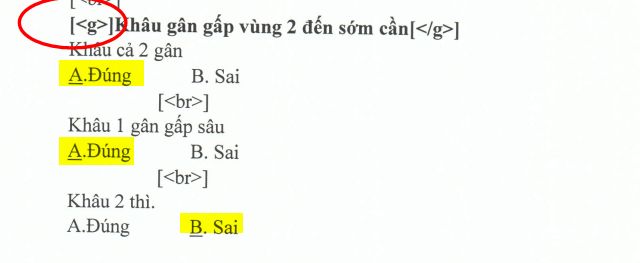 [<br>]
[<g>]Khâu gân gấp vùng 2 đến sớm cần[</g>]
Khâu cả 2 gân
A.Đúng B. Sai
[<br>]
Khâu 1 gân gấp sâu
A.Đúng B. Sai
[<br>]
Khâu 2 thì.
A.Đúng B. Sai